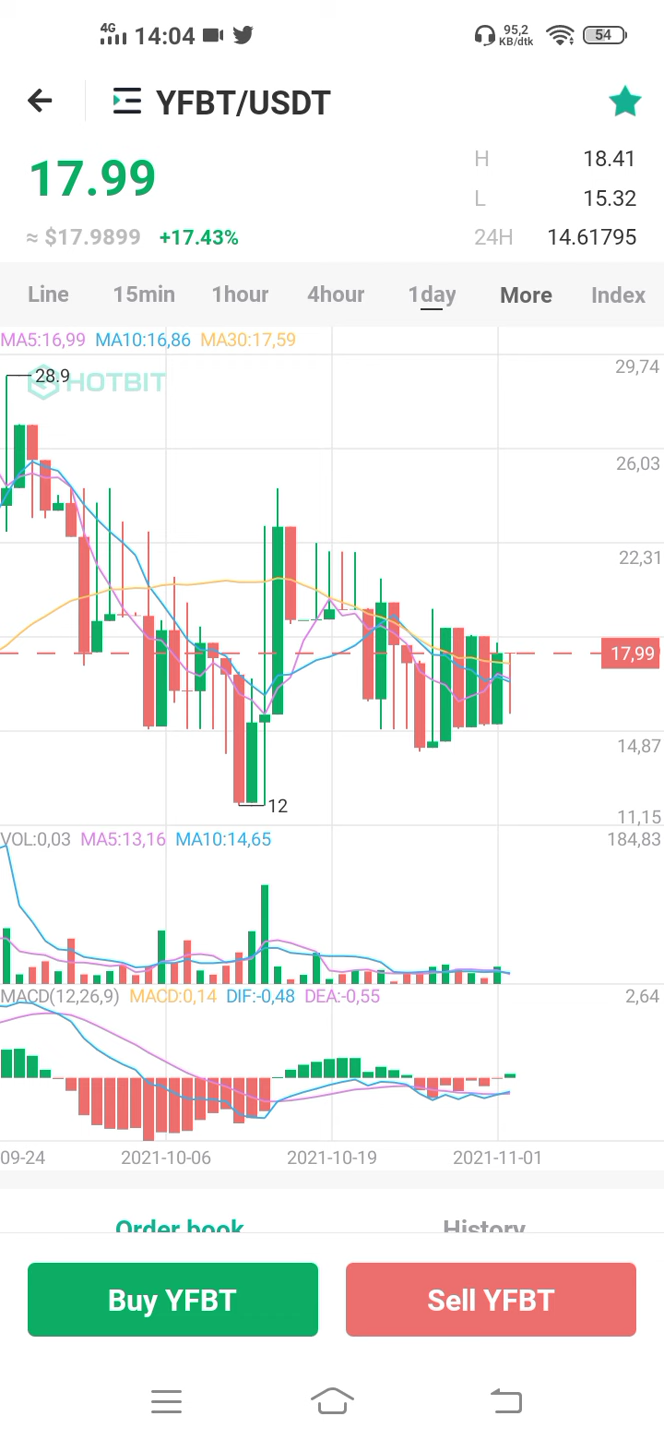 4G 14:04 95,2 KB/dtk 54
YFBT/USDT
17.99
H 18.41
L 15.32
≈ $17.9899 +17.43%
24H 14.61795
Line 15min 1hour 4hour 1day More Index
MA5:16,99 MA10:16,86 MA30:17,59
29,74
28.9 HOTBIT
26,03
22,31
17,99
14,87
12
11,15
VOL:0,03 MA5:13,16 MA10:14,65 184,83
MACD(12,26,9) MACD:0,14 DIF:-0,48 DEA:-0,55 2,64
09-24 2021-10-06 2021-10-19 2021-11-01
Order book History
Buy YFBT Sell YFBT